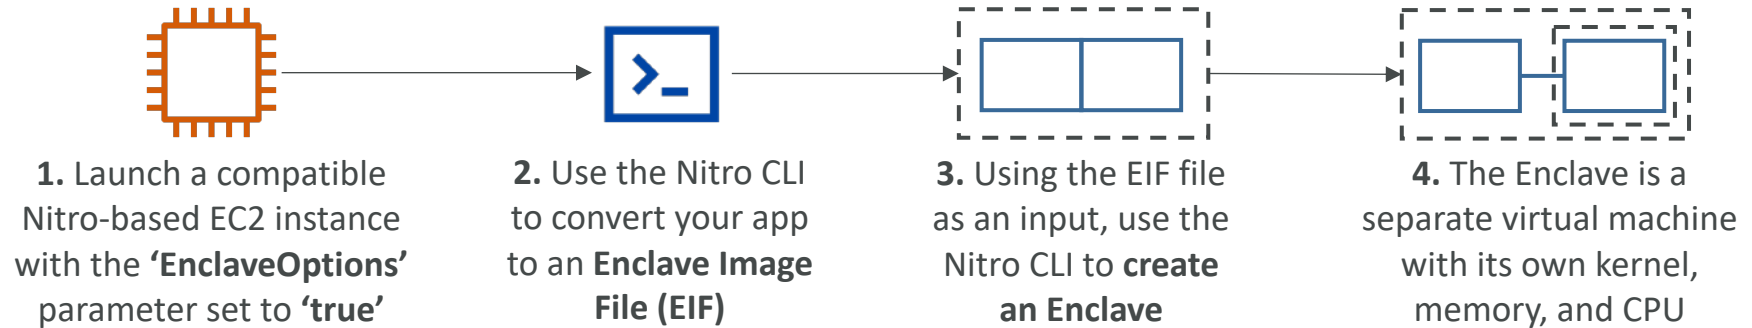 1. Launch a compatible
Nitro-based EC2 instance
with the ‘EnclaveOptions’
parameter set to ‘true’
2. Use the Nitro CLI
to convert your app
to an Enclave Image
File (EIF)
3. Using the EIF file
as an input, use the
Nitro CLI to create
an Enclave
4. The Enclave is a
separate virtual machine
with its own kernel,
memory, and CPU